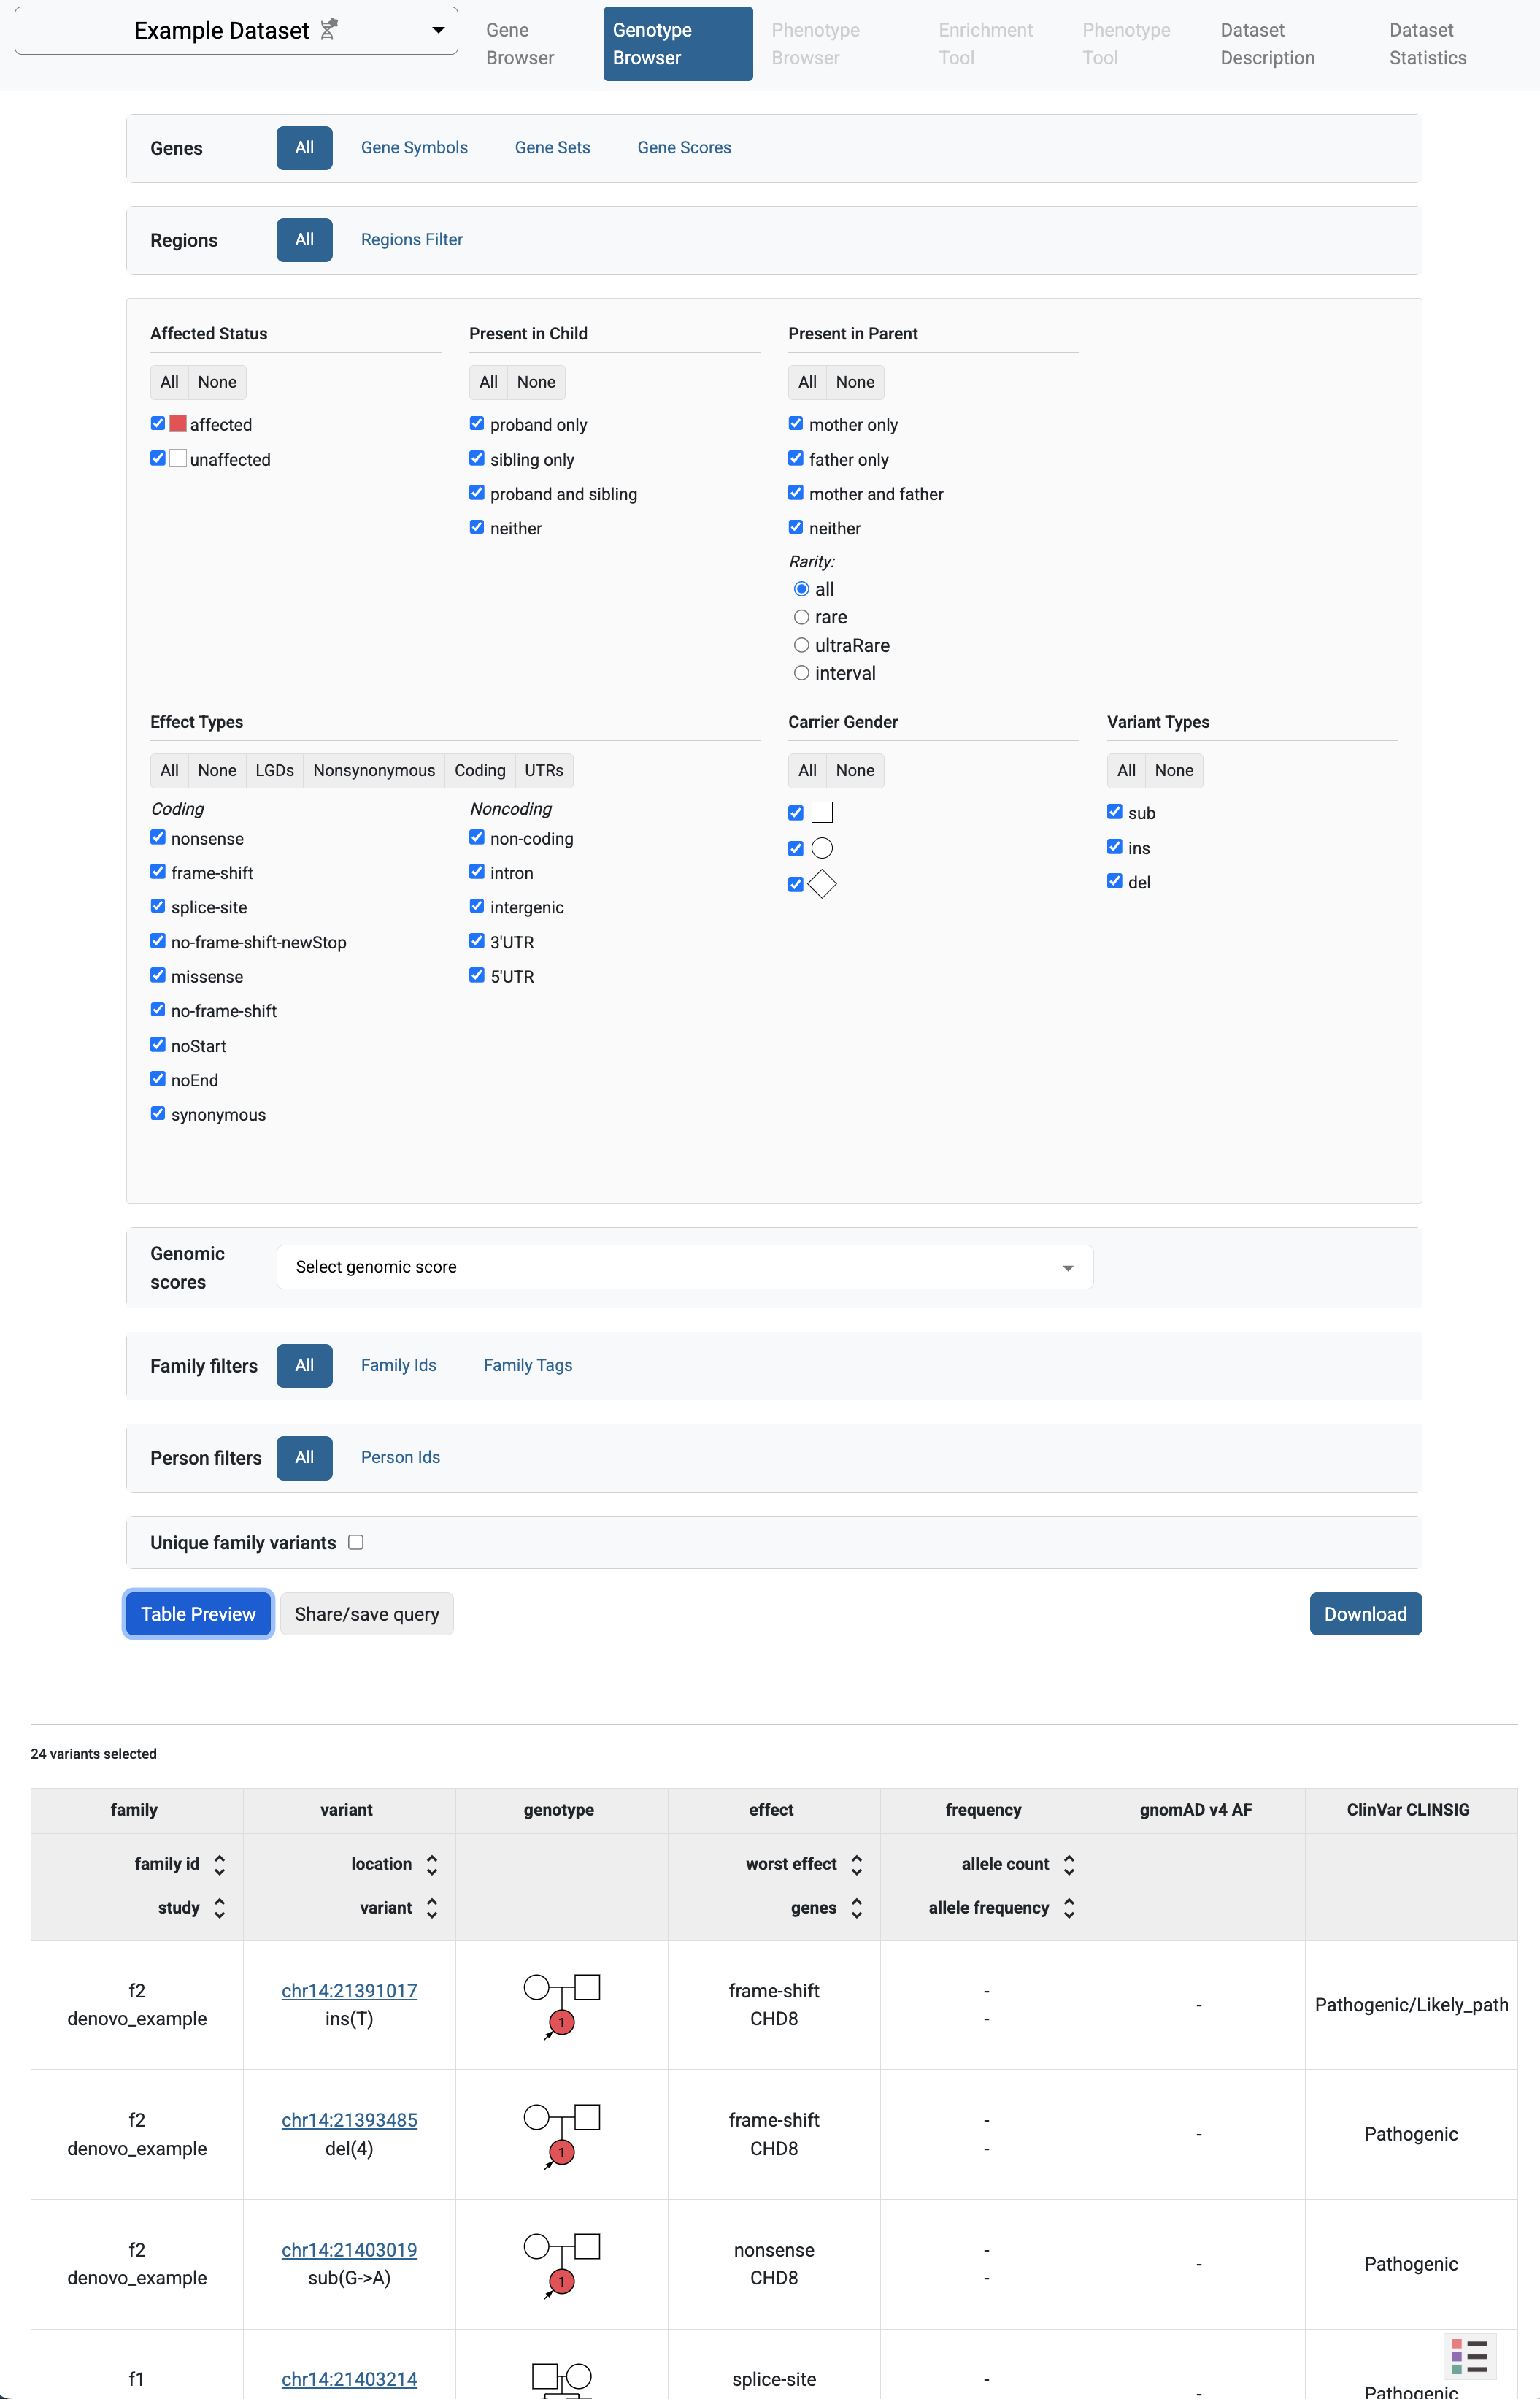 Example Dataset
Gene Browser
Genotype Browser
Phenotype Browser
Enrichment Tool
Phenotype Tool
Dataset Description
Dataset Statistics
Genes All Gene Symbols Gene Sets Gene Scores
Regions All Regions Filter
Affected Status
All None
affected
unaffected
Present in Child
All None
proband only
sibling only
proband and sibling
neither
Present in Parent
All None
mother only
father only
mother and father
neither
Rarity:
all
rare
ultraRare
interval
Effect Types
All None LGDs Nonsynonymous Coding UTRs
Coding
nonsense
frame-shift
splice-site
no-frame-shift-newStop
missense
no-frame-shift
noStart
noEnd
synonymous
Noncoding
non-coding
intron
intergenic
3'UTR
5'UTR
Carrier Gender
All None
Variant Types
All None
sub
ins
del
Genomic scores
Select genomic score
Family filters All Family Ids Family Tags
Person filters All Person Ids
Unique family variants
Table Preview Share/save query Download
24 variants selected
family variant genotype effect frequency gnomAD v4 AF ClinVar CLINSIG
family id location worst effect allele count
study variant genes allele frequency
f2 chr14:21391017 frame-shift -
denovo_example ins(T) 1 CHD8 - - Pathogenic/Likely_path
f2 chr14:21393485 frame-shift -
denovo_example del(4) 1 CHD8 - - Pathogenic
f2 chr14:21403019 nonsense -
denovo_example sub(G->A) 1 CHD8 - - Pathogenic
f1 chr14:21403214 splice-site -
- Pathogenic